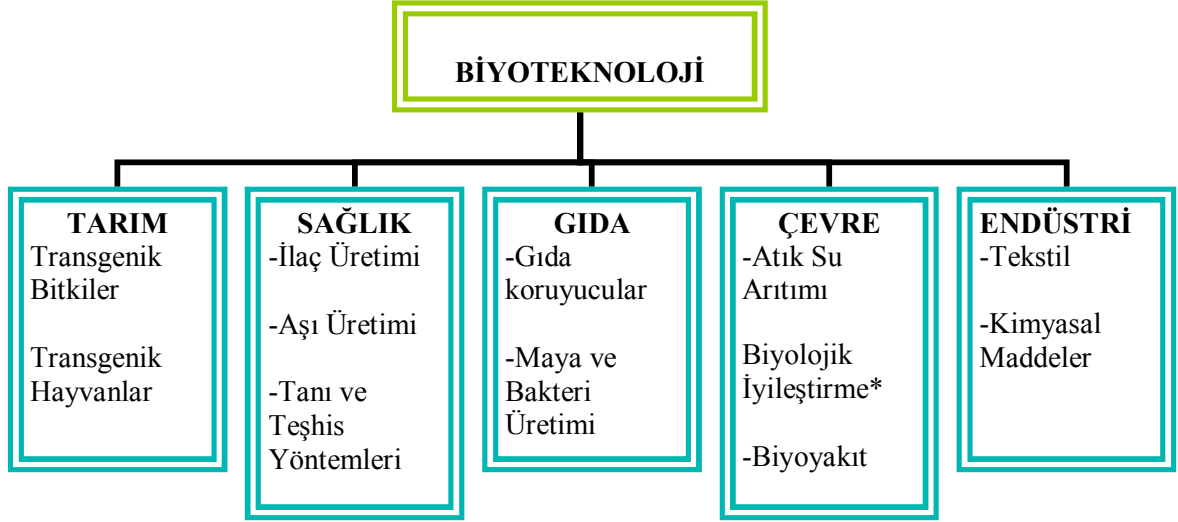 BİYOTEKNOLOJİ
TARIM
Transgenik
Bitkiler
Transgenik
Hayvanlar
SAĞLIK
-İlaç Üretimi
-Aşı Üretimi
-Tanı ve
Teşhis
Yöntemleri
GIDA
-Gıda
koruyucular
-Maya ve
Bakteri
Üretimi
ÇEVRE
-Atık Su
Arıtımı
Biyolojik
İyileştirme*
-Biyoyakıt
ENDÜSTRİ
-Tekstil
-Kimyasal
Maddeler